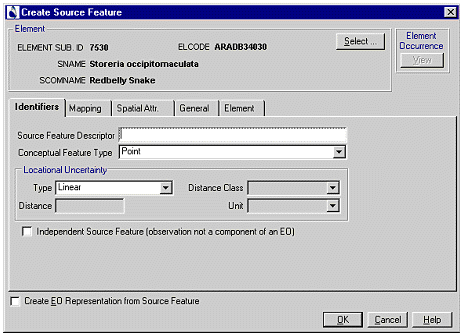 Create Source Feature
Element
ELEMENT SUB. ID 7530 ELCODE ARADB34030
Select ...
Element Occurrence
View
SNAME Storeria occipitomaculata
SCOMNAME Redbelly Snake
Identifiers Mapping Spatial Attr. General Element
Source Feature Descriptor
Conceptual Feature Type Point
Locational Uncertainty
Type Linear Distance Class
Distance Unit
Independent Source Feature (observation not a component of an EO)
Create EO Representation from Source Feature
OK Cancel Help